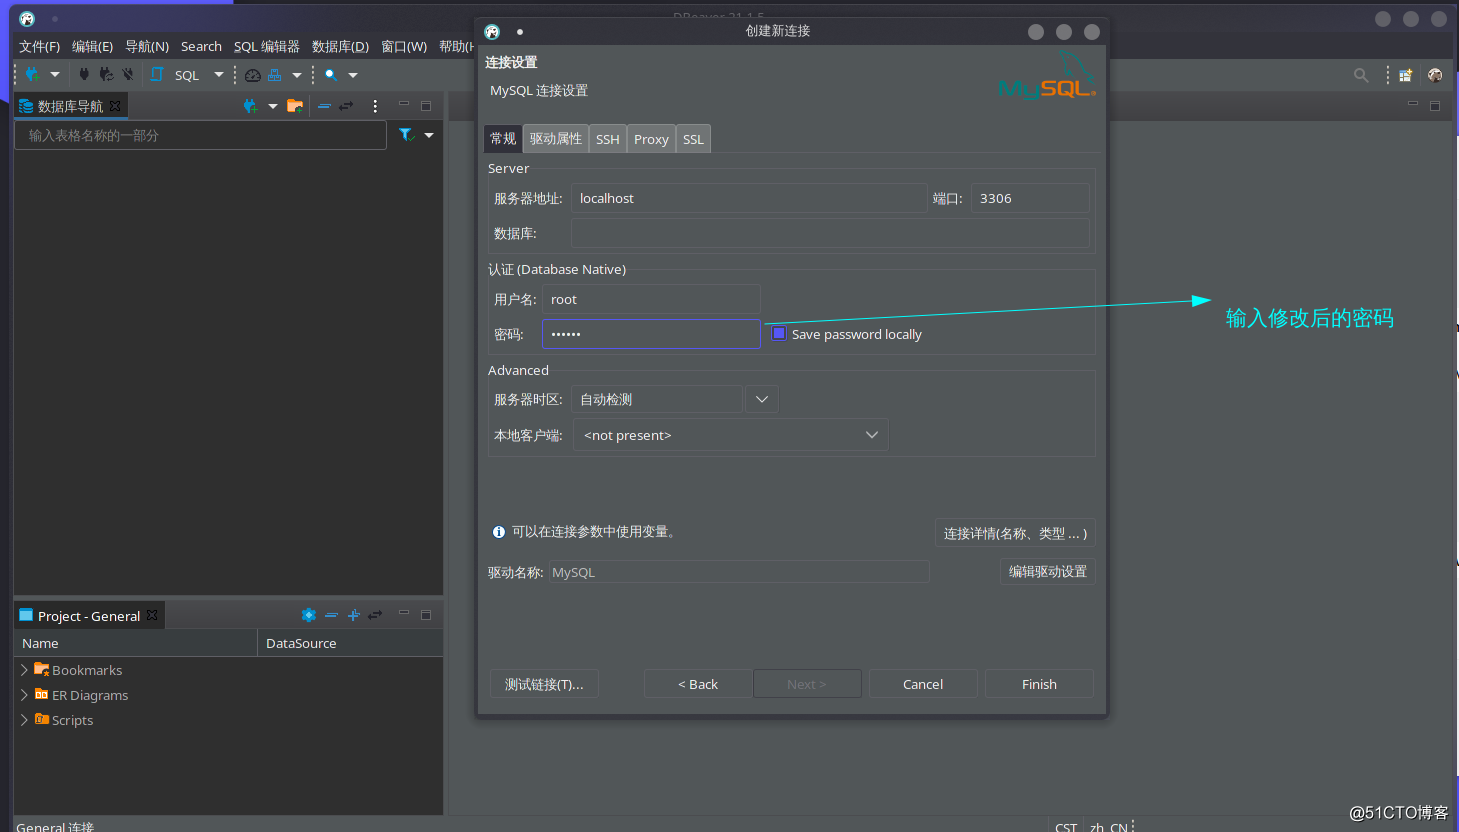 DBeaver 21.1.5
文件(F) 编辑(E) 导航(N) Search SQL 编辑器 数据库(D) 窗口(W) 帮助(H
SQL
数据库导航
输入表格名称的一部分
创建新连接
连接设置
MySQL 连接设置
MySQL
常规 驱动属性 SSH Proxy SSL
Server
服务器地址: localhost 端口: 3306
数据库:
认证 (Database Native)
用户名: root
密码: •••••• Save password locally
输入修改后的密码
Advanced
服务器时区: 自动检测
本地客户端: <not present>
可以在连接参数中使用变量。
连接详情(名称、类型 ... )
驱动名称: MySQL 编辑驱动设置
测试链接(T)... < Back Next > Cancel Finish
Project - General
Name DataSource
Bookmarks
ER Diagrams
Scripts
General 连接
CST zh_CN
@51CTO博客